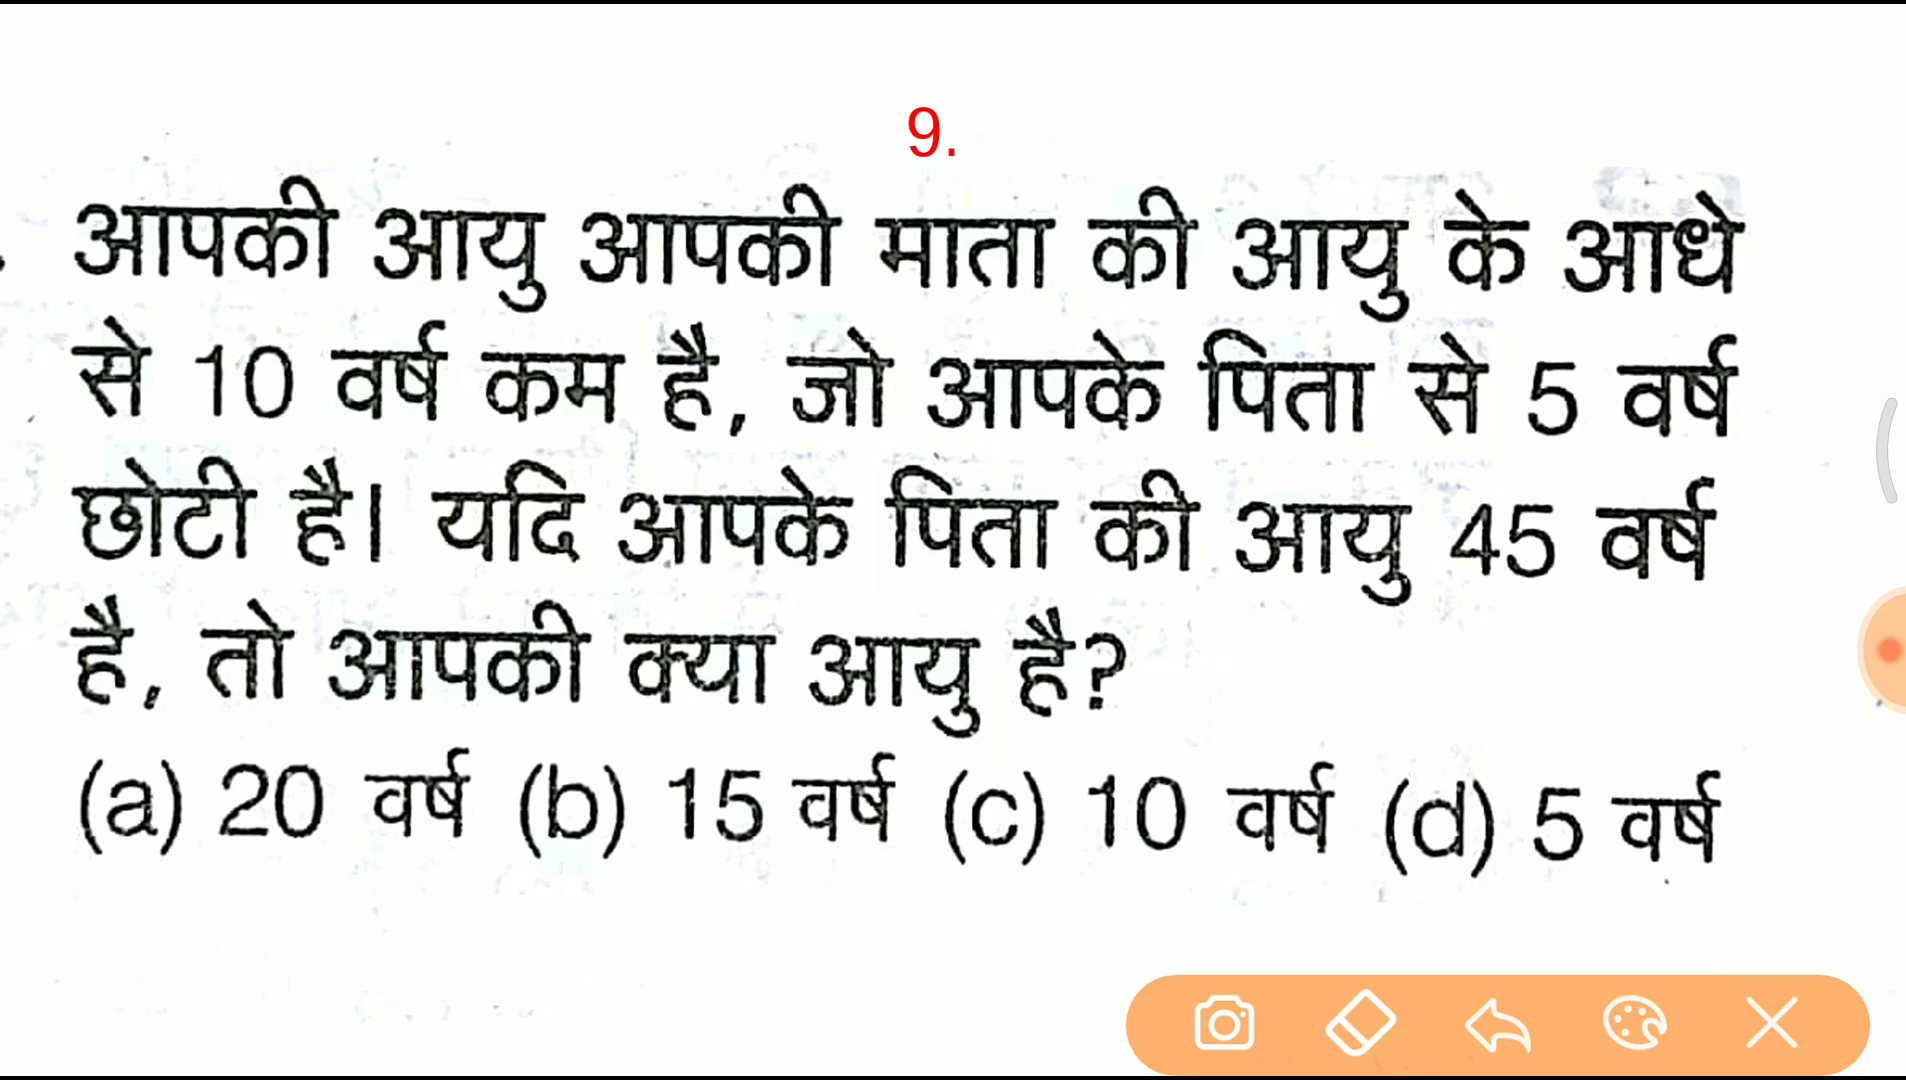 9.
आपकी आयु आपकी माता की आयु के आधे
से 10 वर्ष कम है, जो आपके पिता से 5 वर्ष
छोटी है। यदि आपके पिता की आयु 45 वर्ष
है, तो आपकी क्या आयु है?
(a) 20 वर्ष (b) 15 वर्ष (c) 10 वर्ष (d) 5 वर्ष